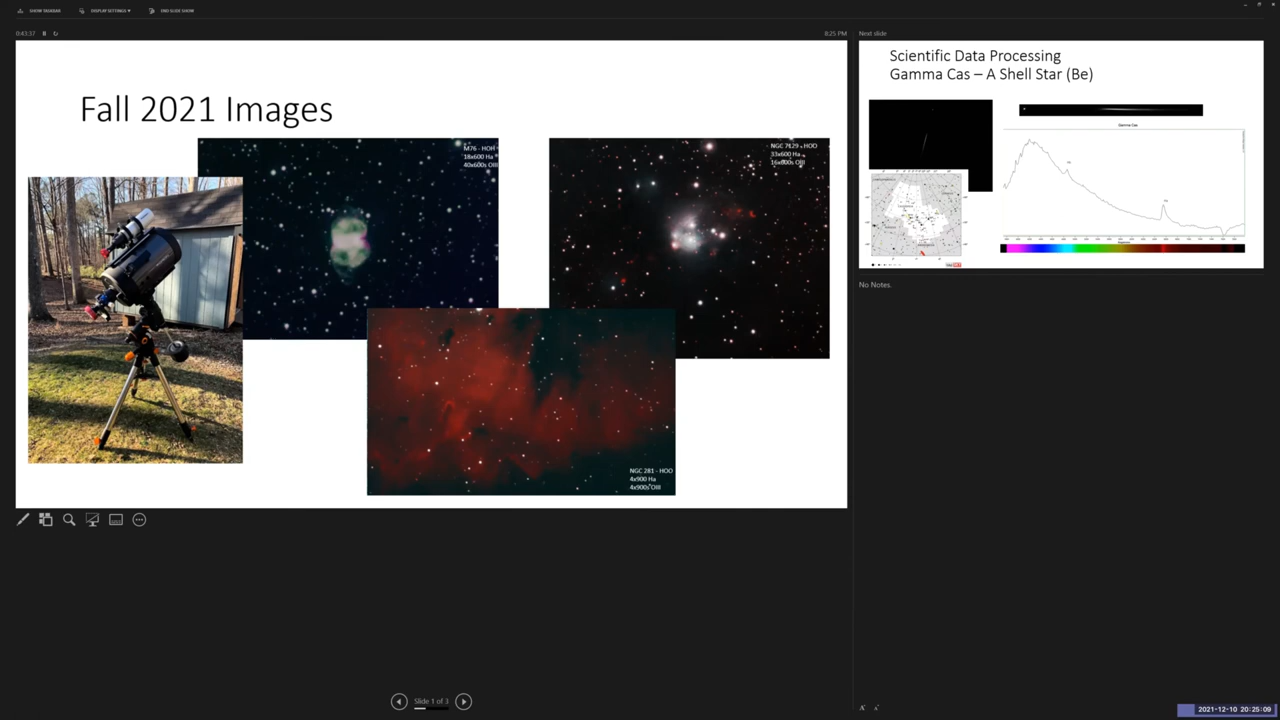 SHOW TASKBAR
DISPLAY SETTINGS ▾
END SLIDE SHOW
0:43:37
8:25 PM
Fall 2021 Images
M76 - HOH
18x600 Ha
40x600s OIII
NGC 7129 - HOO
33x600 Ha
16x600s OIII
NGC 281 - HOO
4x900 Ha
4x900s OIII
Slide 1 of 3
Next slide
Scientific Data Processing
Gamma Cas – A Shell Star (Be)
Gamma Cas
No Notes.
2021-12-10 20:25:09